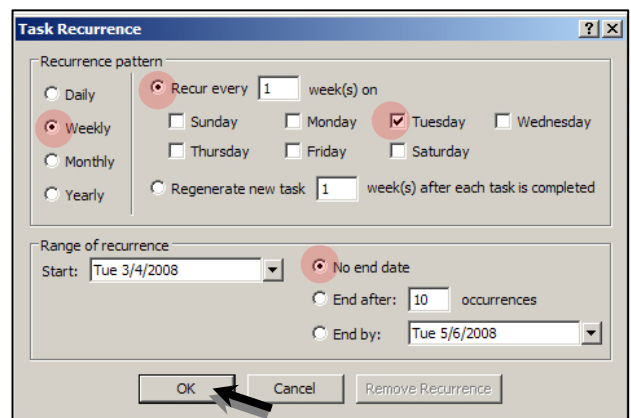 Task Recurrence
Recurrence pattern
Daily
Weekly
Monthly
Yearly
Recur every 1 week(s) on
Sunday Monday Tuesday Wednesday
Thursday Friday Saturday
Regenerate new task 1 week(s) after each task is completed
Range of recurrence
Start: Tue 3/4/2008
No end date
End after: 10 occurrences
End by: Tue 5/6/2008
OK Cancel Remove Recurrence